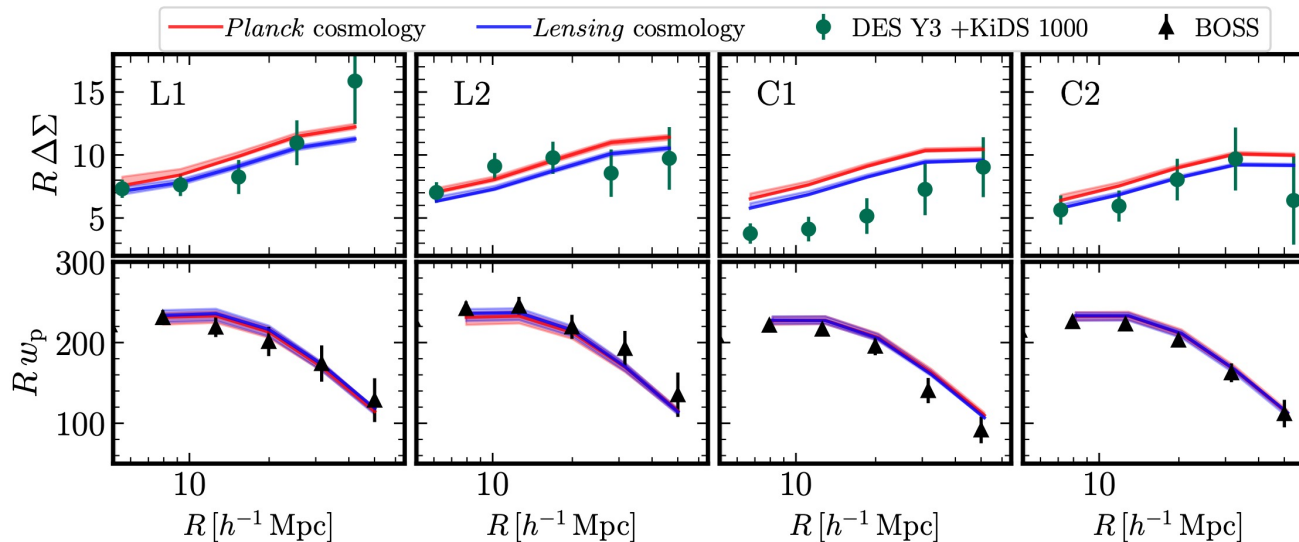 Planck cosmology Lensing cosmology DES Y3 +KiDS 1000 BOSS
L1 L2 C1 C2
15
10
5
R ΔΣ
300
200
100
R w_p
10 10 10 10
R [h⁻¹ Mpc] R [h⁻¹ Mpc] R [h⁻¹ Mpc] R [h⁻¹ Mpc]